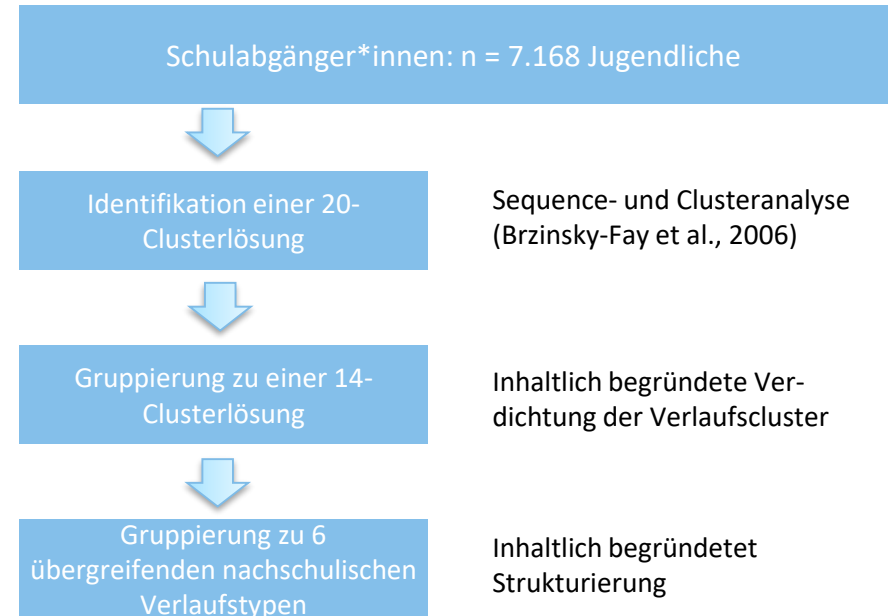 Schulabgänger*innen: n = 7.168 Jugendliche
Identifikation einer 20-
Clusterlösung
Sequence- und Clusteranalyse
(Brzinsky-Fay et al., 2006)
Gruppierung zu einer 14-
Clusterlösung
Inhaltlich begründete Ver-
dichtung der Verlaufscluster
Gruppierung zu 6
übergreifenden nachschulischen
Verlaufstypen
Inhaltlich begründetet
Strukturierung